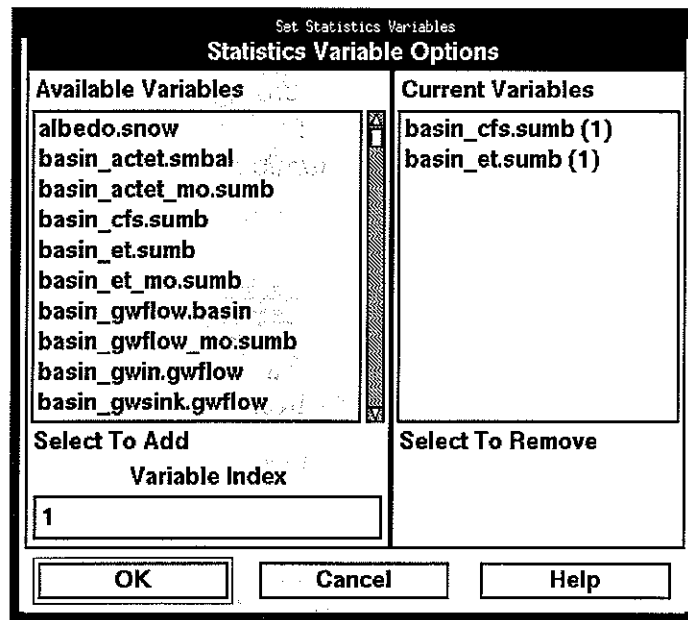 Set Statistics Variables
Statistics Variable Options
Available Variables
albedo.snow
basin_actet.smbal
basin_actet_mo.sumb
basin_cfs.sumb
basin_et.sumb
basin_et_mo.sumb
basin_gwflow.basin
basin_gwflow_mo.sumb
basin_gwin.gwflow
basin_gwsink.gwflow
Select To Add
Variable Index
1
Current Variables
basin_cfs.sumb (1)
basin_et.sumb (1)
Select To Remove
OK
Cancel
Help